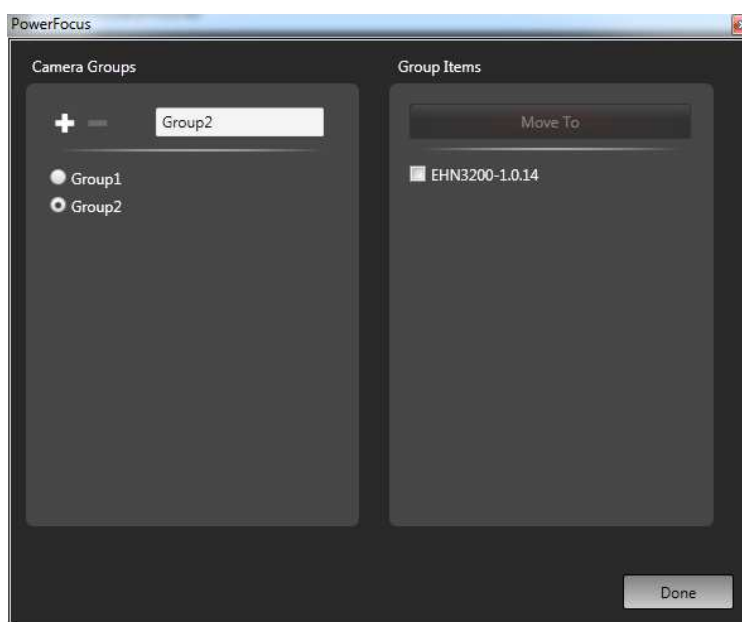 PowerFocus
Camera Groups
Group Items
Group2
Move To
Group1
Group2
EHN3200-1.0.14
Done